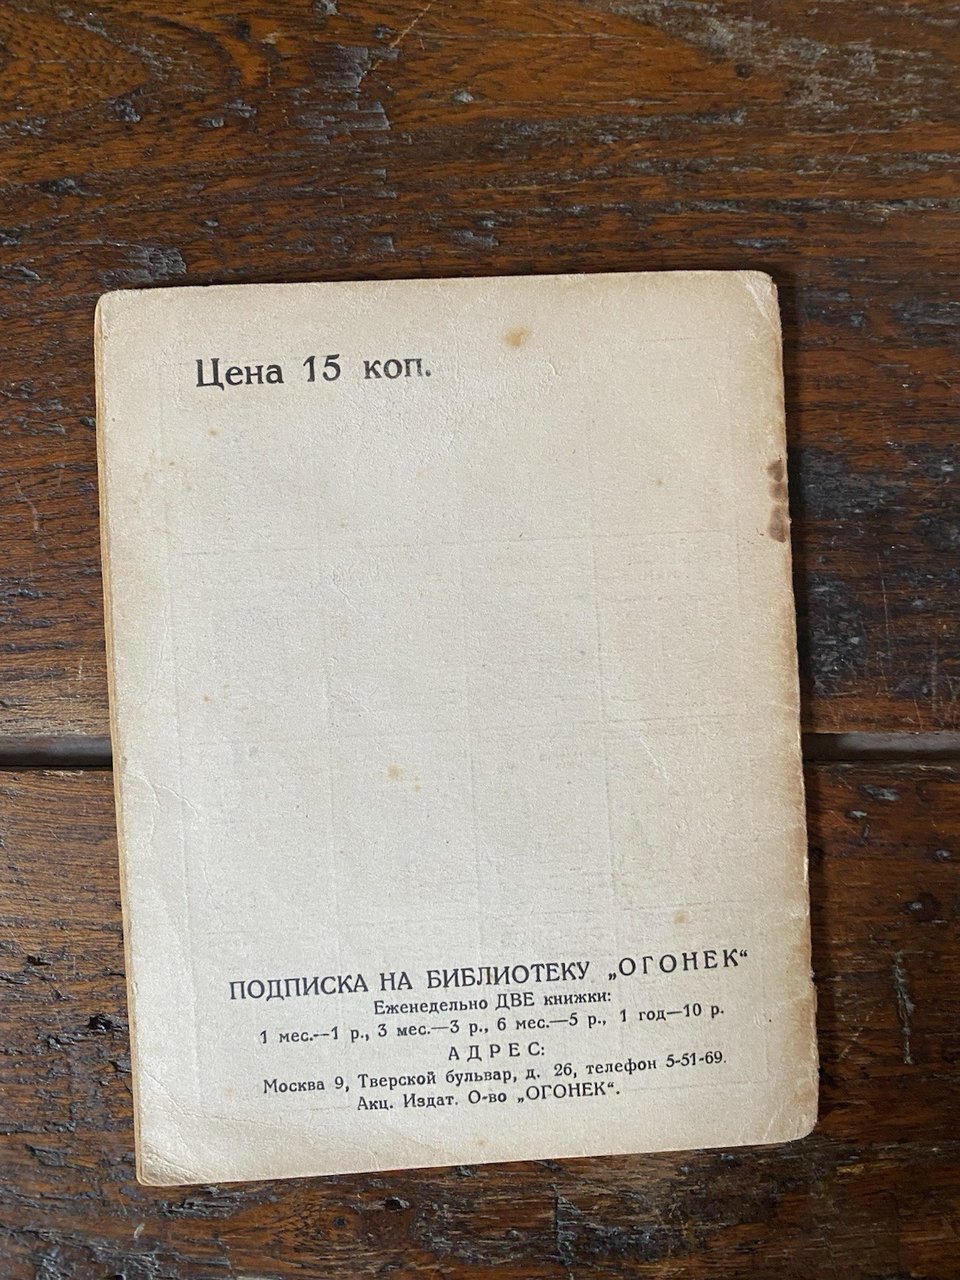 Цена 15 коп.
ПОДПИСКА НА БИБЛИОТЕКУ „ОГОНЕК“
Еженедельно ДВЕ книжки:
1 мес.—1 р., 3 мес.—3 р., 6 мес.—5 р., 1 год—10 р.
АДРЕС:
Москва 9, Тверской бульвар, д. 26, телефон 5-51-69.
Акц. Издат. О-во „ОГОНЕК“.